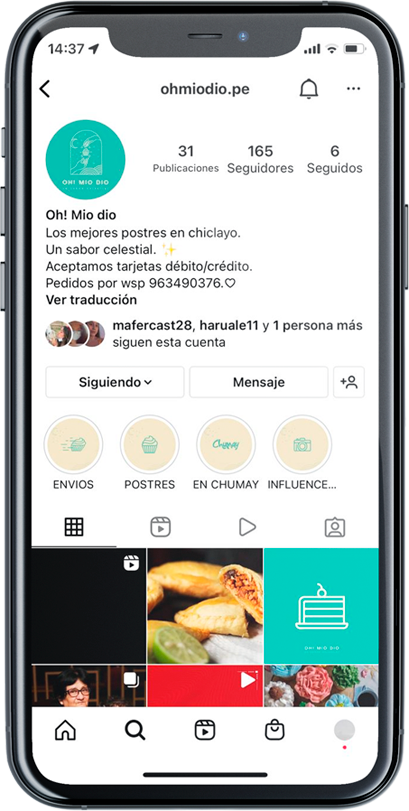 14:37
ohmiodio.pe
OH! MIO DIO
31
165
6
Publicaciones
Seguidores
Seguidos
Oh! Mio dio
Los mejores postres en chiclayo.
Un sabor celestial. ✨
Aceptamos tarjetas débito/crédito.
Pedidos por wsp 963490376.♡
Ver traducción
mafercast28, haruale11 y 1 persona más
siguen esta cuenta
Siguiendo
Mensaje
Chumay
ENVIOS
POSTRES
EN CHUMAY
INFLUENCE...
OH! MIO DIO